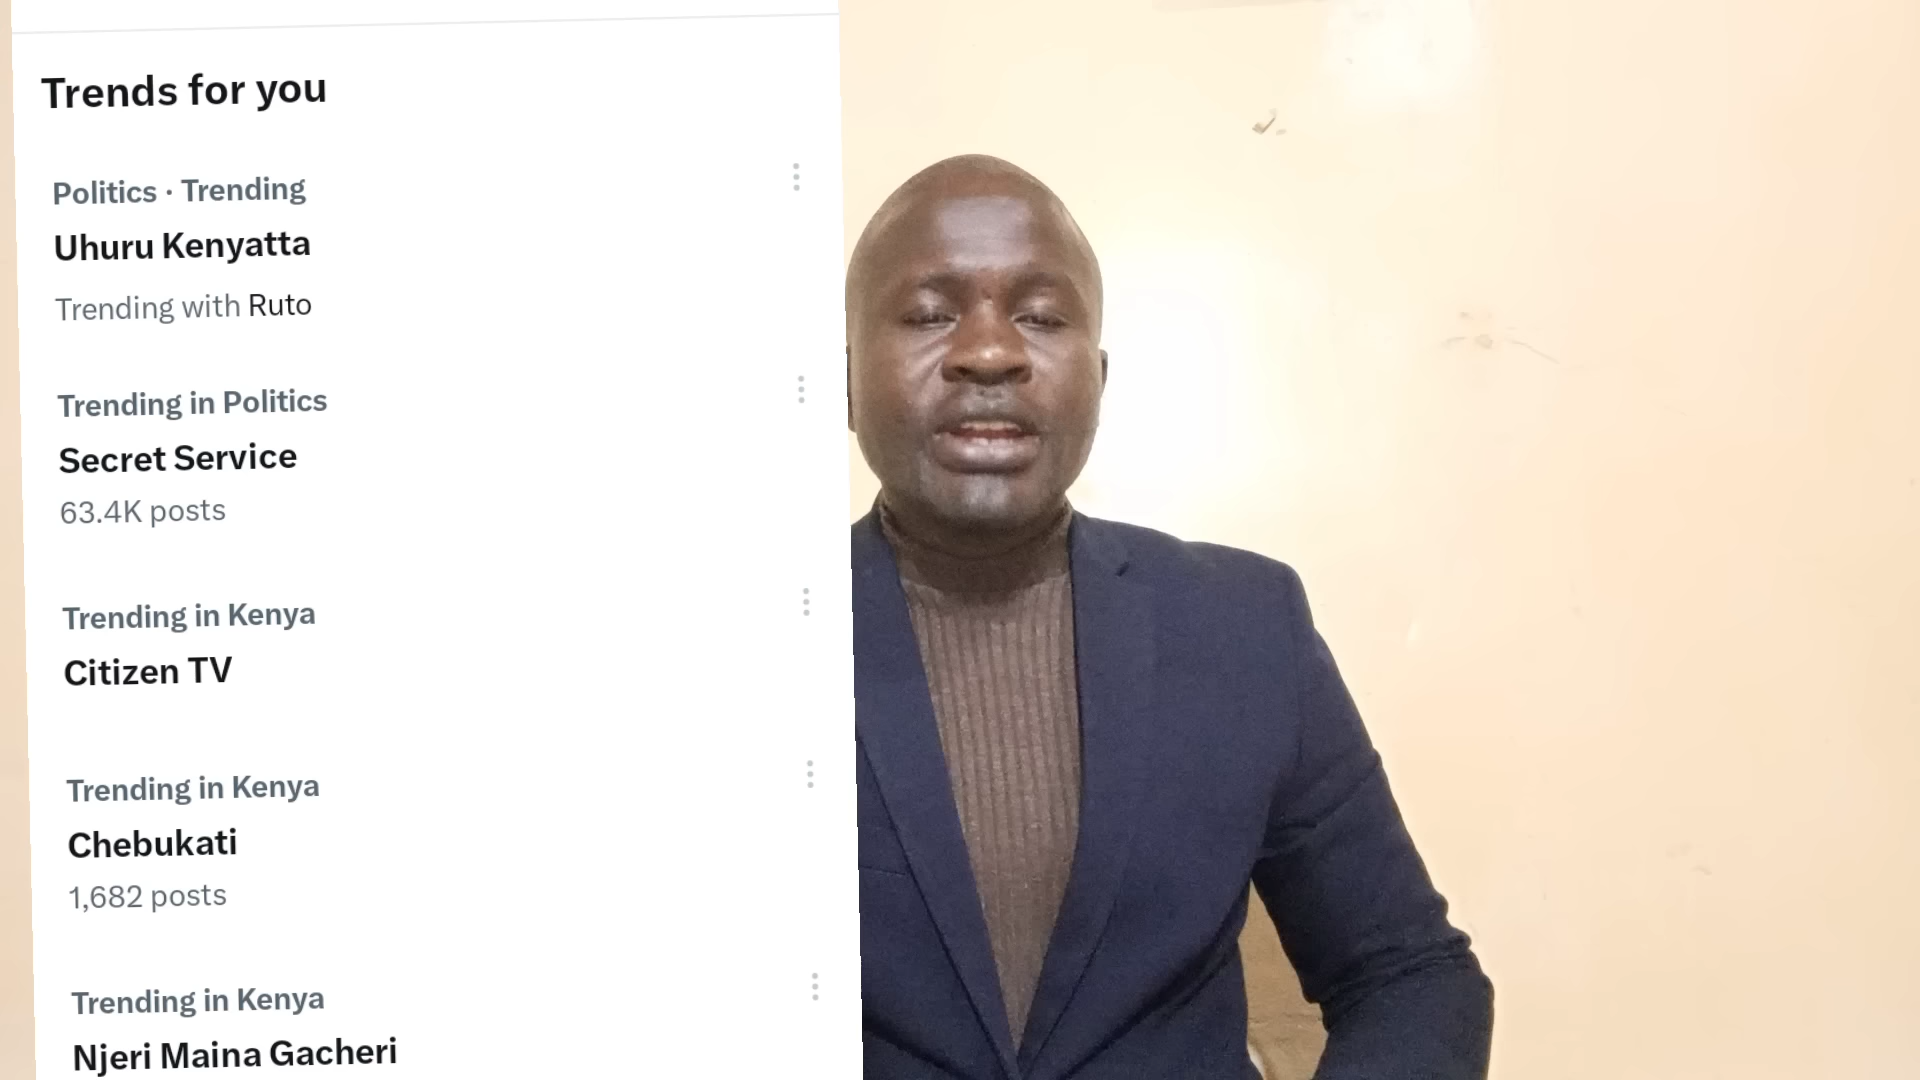 Trends for you
Politics · Trending
Uhuru Kenyatta
Trending with Ruto
Trending in Politics
Secret Service
63.4K posts
Trending in Kenya
Citizen TV
Trending in Kenya
Chebukati
1,682 posts
Trending in Kenya
Njeri Maina Gacheri